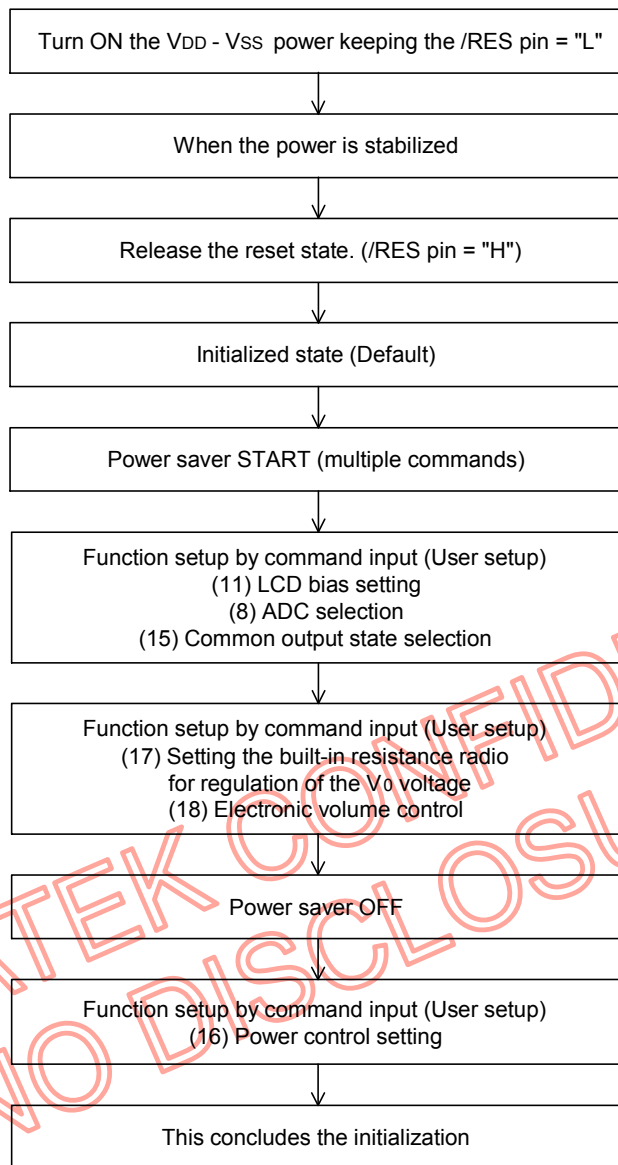 Turn ON the VDD - VSS power keeping the /RES pin = "L"
When the power is stabilized
Release the reset state. (/RES pin = "H")
Initialized state (Default)
Power saver START (multiple commands)
Function setup by command input (User setup)
(11) LCD bias setting
(8) ADC selection
(15) Common output state selection
Function setup by command input (User setup)
(17) Setting the built-in resistance radio
for regulation of the V0 voltage
(18) Electronic volume control
Power saver OFF
Function setup by command input (User setup)
(16) Power control setting
This concludes the initialization